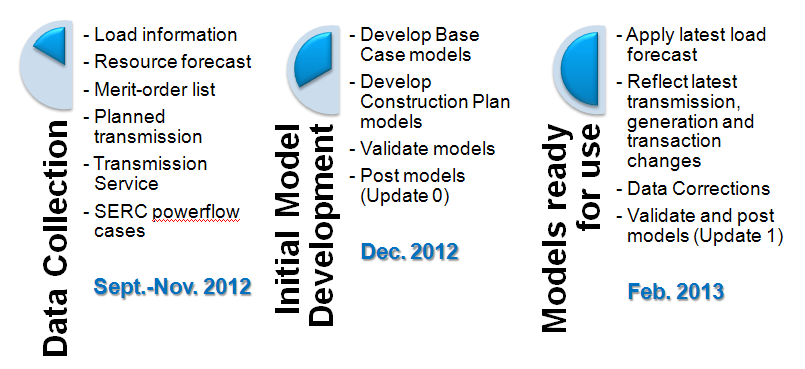 Data Collection
- Load information
- Resource forecast
- Merit-order list
- Planned
transmission
- Transmission
Service
- SERC powerflow
cases
Sept.-Nov. 2012
Initial Model
Development
- Develop Base
Case models
- Develop
Construction Plan
models
- Validate models
- Post models
(Update 0)
Dec. 2012
Models ready
for use
- Apply latest load
forecast
- Reflect latest
transmission,
generation and
transaction
changes
- Data Corrections
- Validate and post
models (Update 1)
Feb. 2013